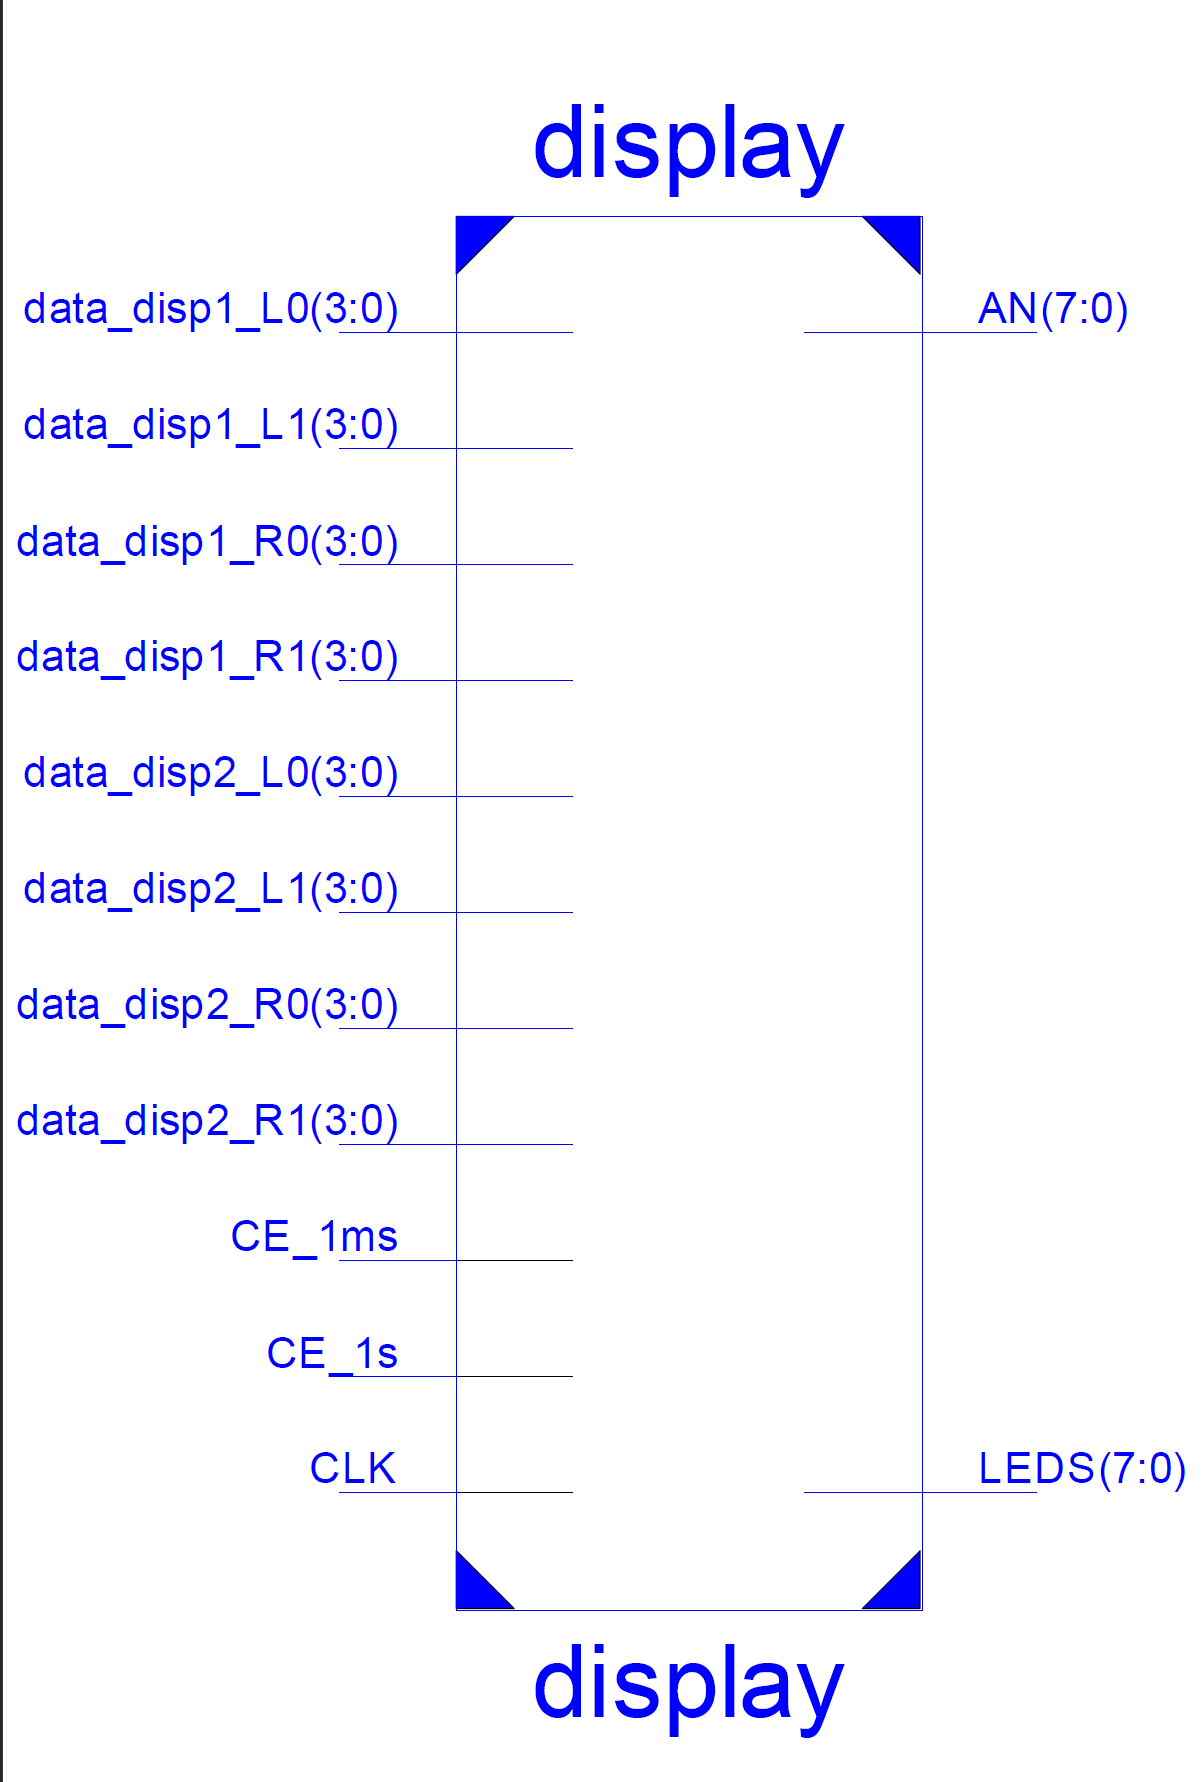 display
data_disp1_L0(3:0) AN(7:0)
data_disp1_L1(3:0)
data_disp1_R0(3:0)
data_disp1_R1(3:0)
data_disp2_L0(3:0)
data_disp2_L1(3:0)
data_disp2_R0(3:0)
data_disp2_R1(3:0)
CE_1ms
CE_1s
CLK LEDS(7:0)
display